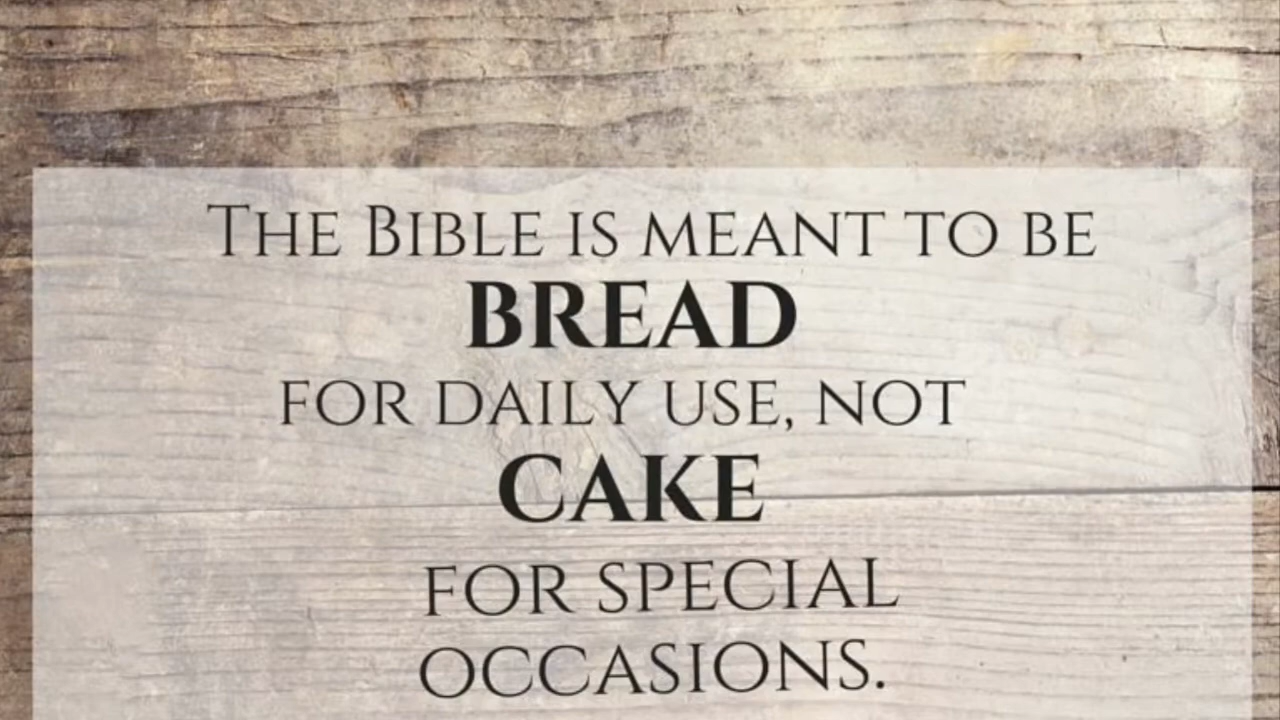 The Bible is meant to be
BREAD
for daily use, not
CAKE
for special
occasions.